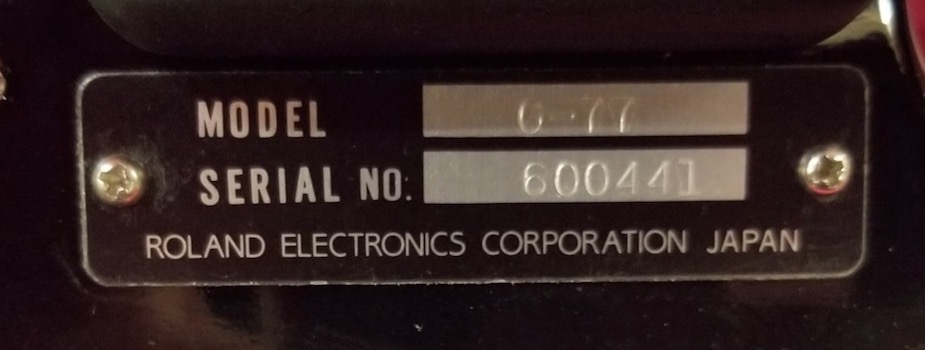 MODEL G-77
SERIAL NO. 600441
ROLAND ELECTRONICS CORPORATION JAPAN